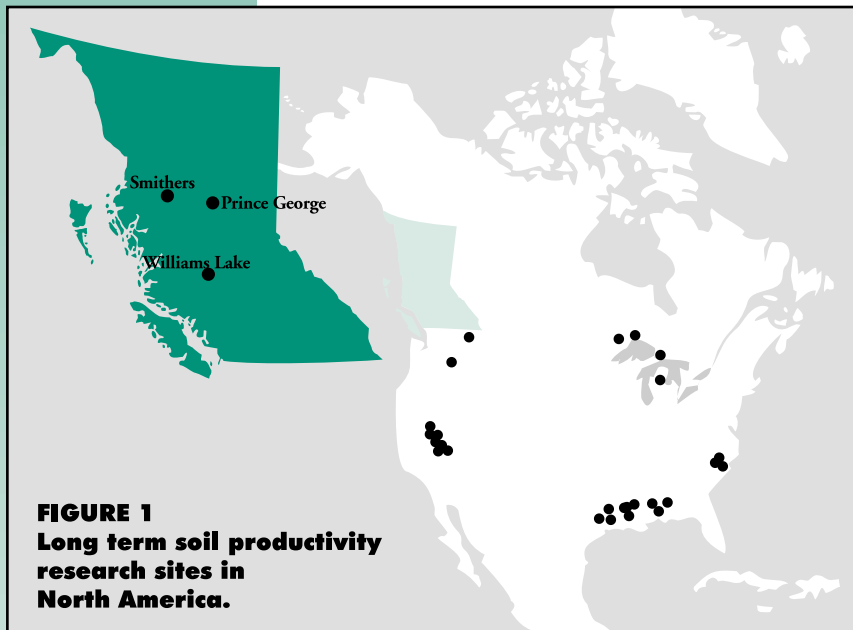 Smithers
Prince George
Williams Lake
FIGURE 1
Long term soil productivity
research sites in
North America.